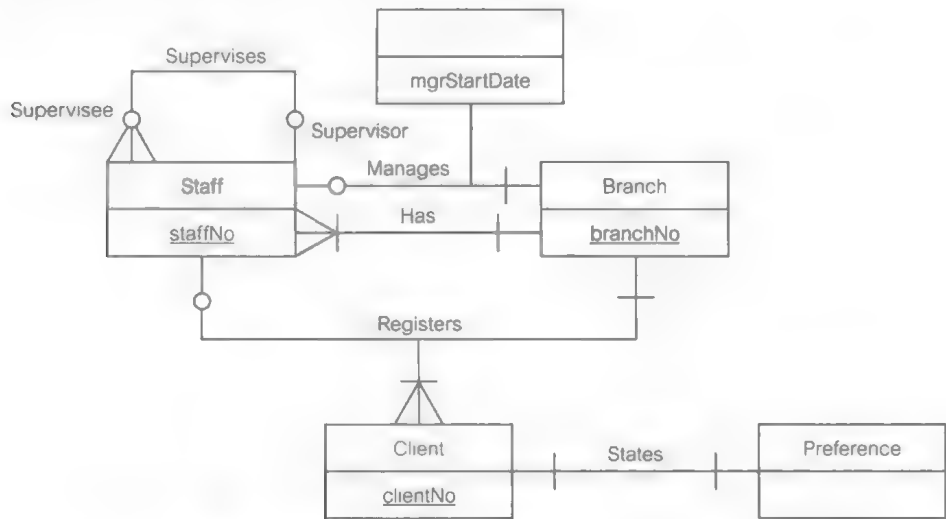 Supervises
mgrStartDate
Supervisee
Supervisor
Manages
Staff
Branch
Has
staffNo
branchNo
Registers
Client
States
Preference
clientNo